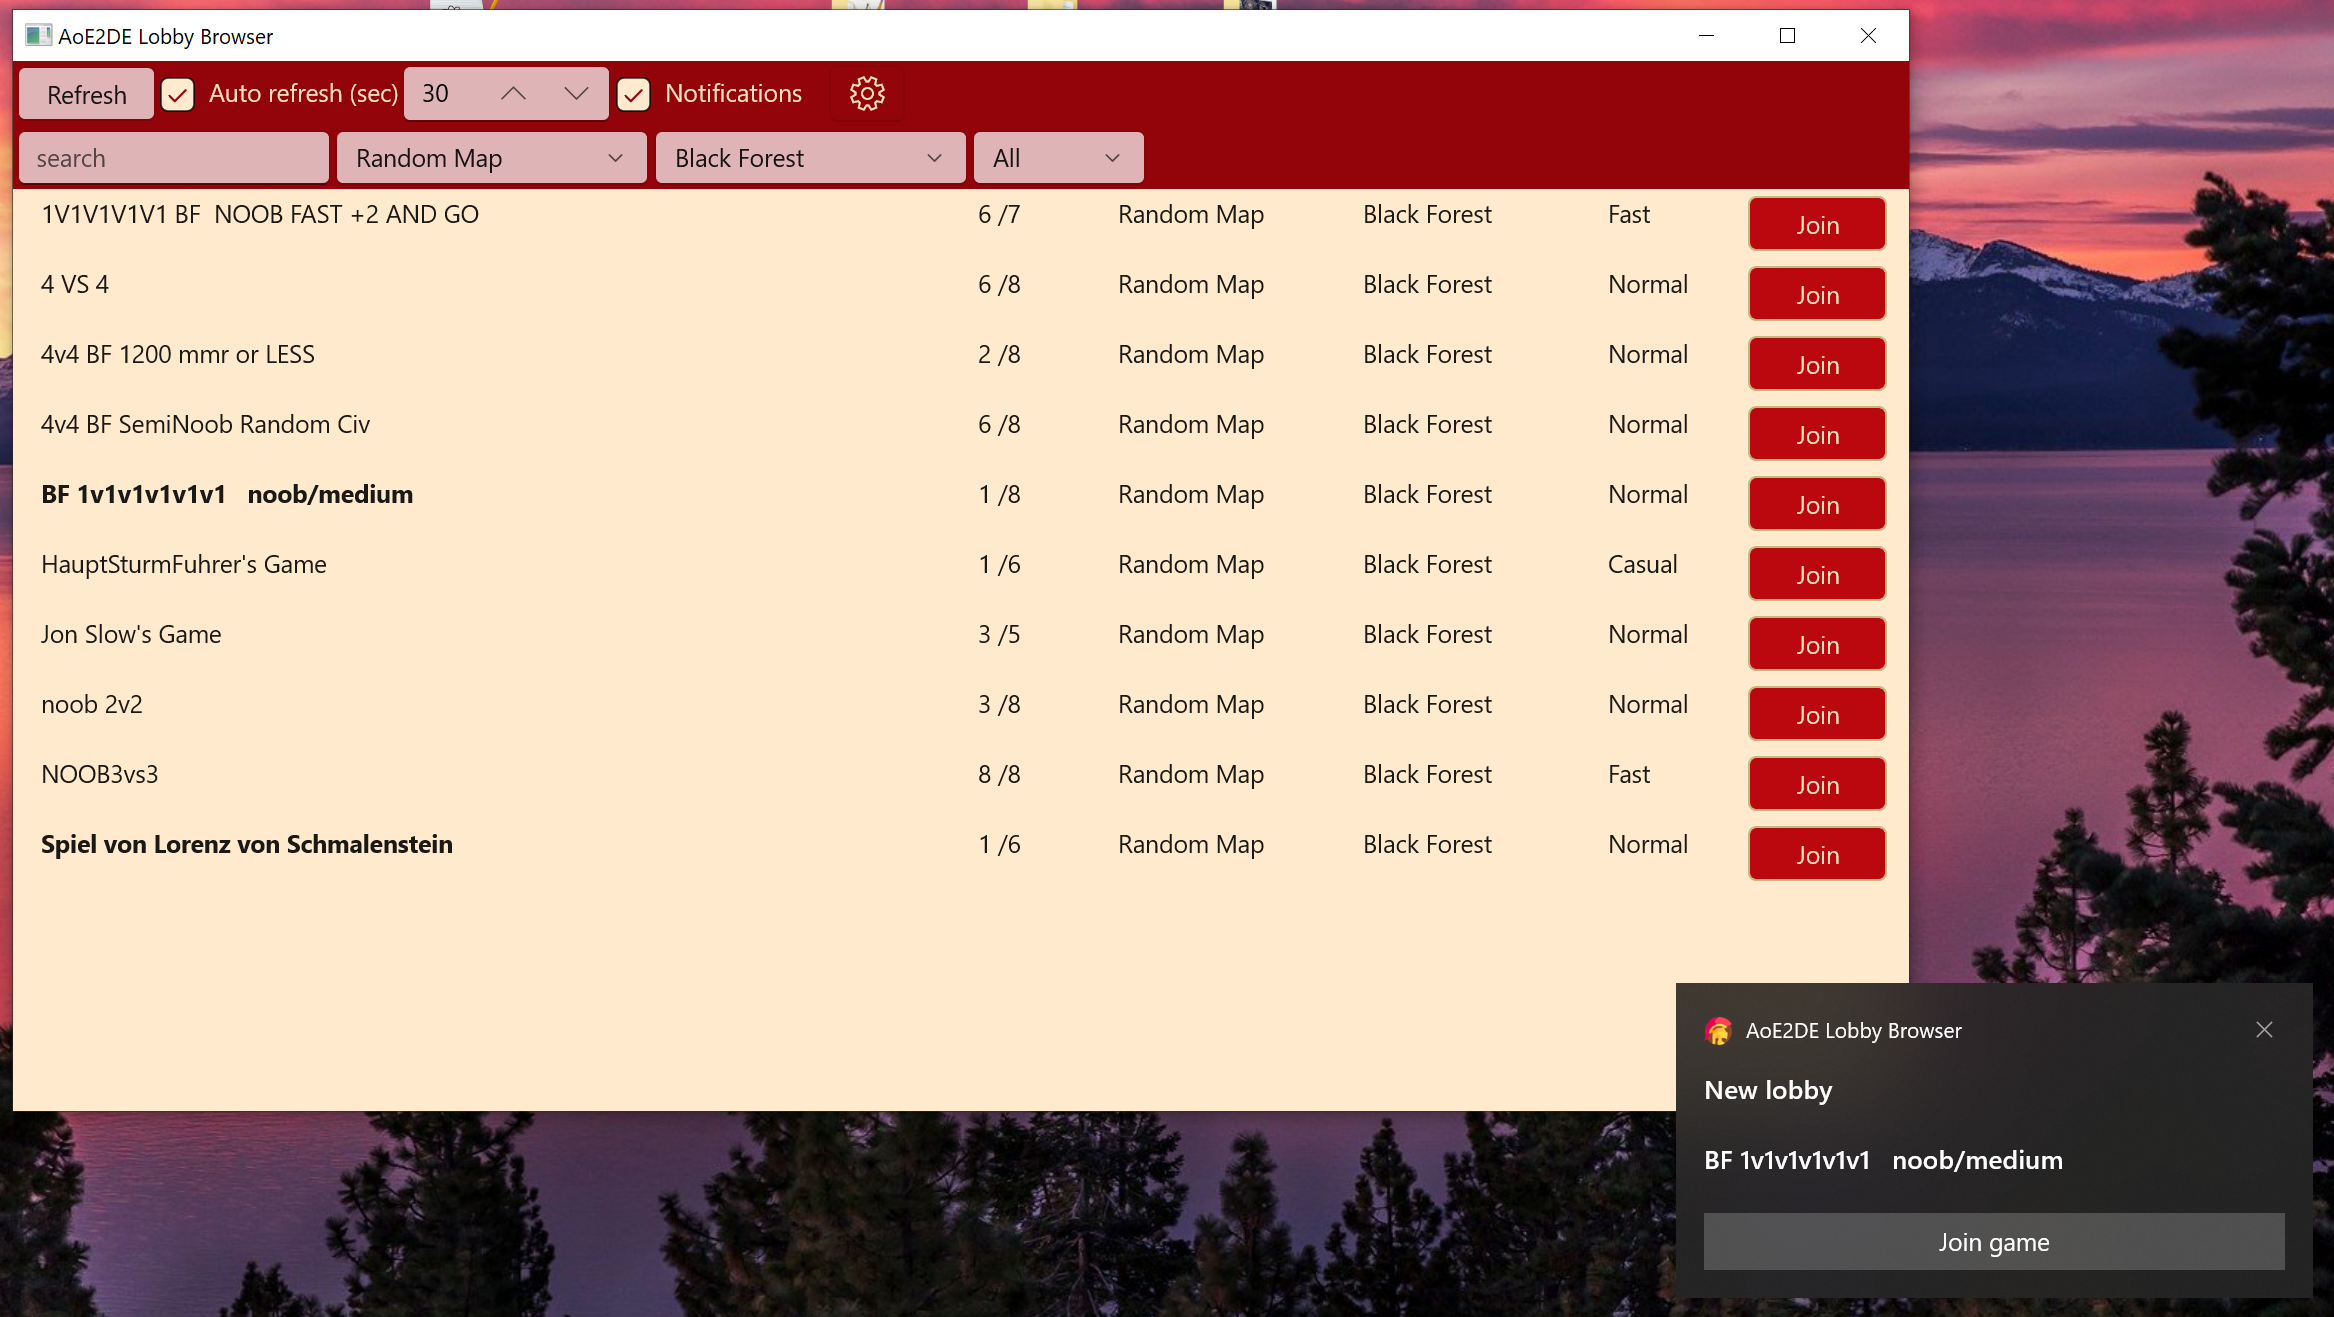 AoE2DE Lobby Browser
Refresh Auto refresh (sec) 30 Notifications
search Random Map Black Forest All
1V1V1V1V1 BF  NOOB FAST +2 AND GO 6 /7 Random Map Black Forest Fast Join
4 VS 4 6 /8 Random Map Black Forest Normal Join
4v4 BF 1200 mmr or LESS 2 /8 Random Map Black Forest Normal Join
4v4 BF SemiNoob Random Civ 6 /8 Random Map Black Forest Normal Join
BF 1v1v1v1v1v1   noob/medium 1 /8 Random Map Black Forest Normal Join
HauptSturmFuhrer's Game 1 /6 Random Map Black Forest Casual Join
Jon Slow's Game 3 /5 Random Map Black Forest Normal Join
noob 2v2 3 /8 Random Map Black Forest Normal Join
NOOB3vs3 8 /8 Random Map Black Forest Fast Join
Spiel von Lorenz von Schmalenstein 1 /6 Random Map Black Forest Normal Join
AoE2DE Lobby Browser
New lobby
BF 1v1v1v1v1v1   noob/medium
Join game